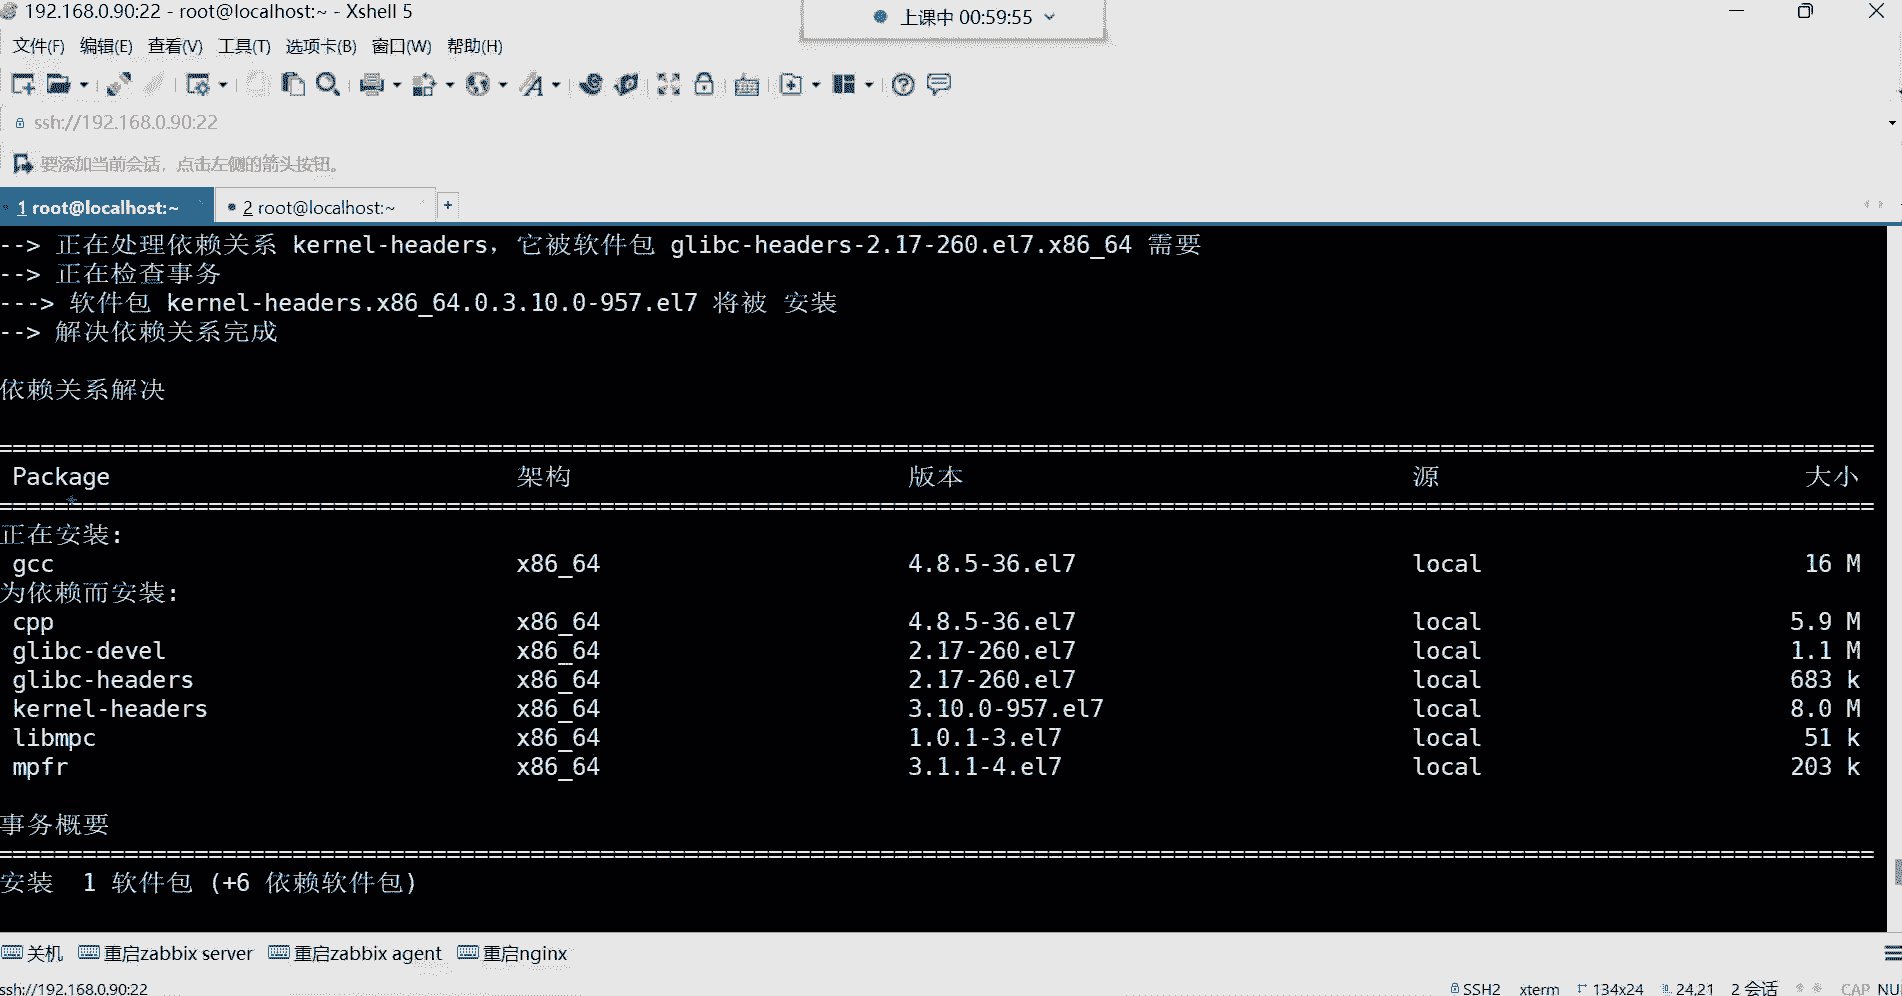 192.168.0.90:22 - root@localhost:~ - Xshell 5
上课中 00:59:55
文件(F) 编辑(E) 查看(V) 工具(T) 选项卡(B) 窗口(W) 帮助(H)
ssh://192.168.0.90:22
要添加当前会话，点击左侧的箭头按钮。
1 root@localhost:~ 2 root@localhost:~ +
--> 正在处理依赖关系 kernel-headers，它被软件包 glibc-headers-2.17-260.el7.x86_64 需要
--> 正在检查事务
---> 软件包 kernel-headers.x86_64.0.3.10.0-957.el7 将被 安装
--> 解决依赖关系完成
依赖关系解决
Package 架构 版本 源 大小
正在安装:
gcc x86_64 4.8.5-36.el7 local 16 M
为依赖而安装:
cpp x86_64 4.8.5-36.el7 local 5.9 M
glibc-devel x86_64 2.17-260.el7 local 1.1 M
glibc-headers x86_64 2.17-260.el7 local 683 k
kernel-headers x86_64 3.10.0-957.el7 local 8.0 M
libmpc x86_64 1.0.1-3.el7 local 51 k
mpfr x86_64 3.1.1-4.el7 local 203 k
事务概要
安装 1 软件包 (+6 依赖软件包)
关机 重启zabbix server 重启zabbix agent 重启nginx
ssh://192.168.0.90:22 SSH2 xterm 134x24 24,21 2 会话 CAP NU